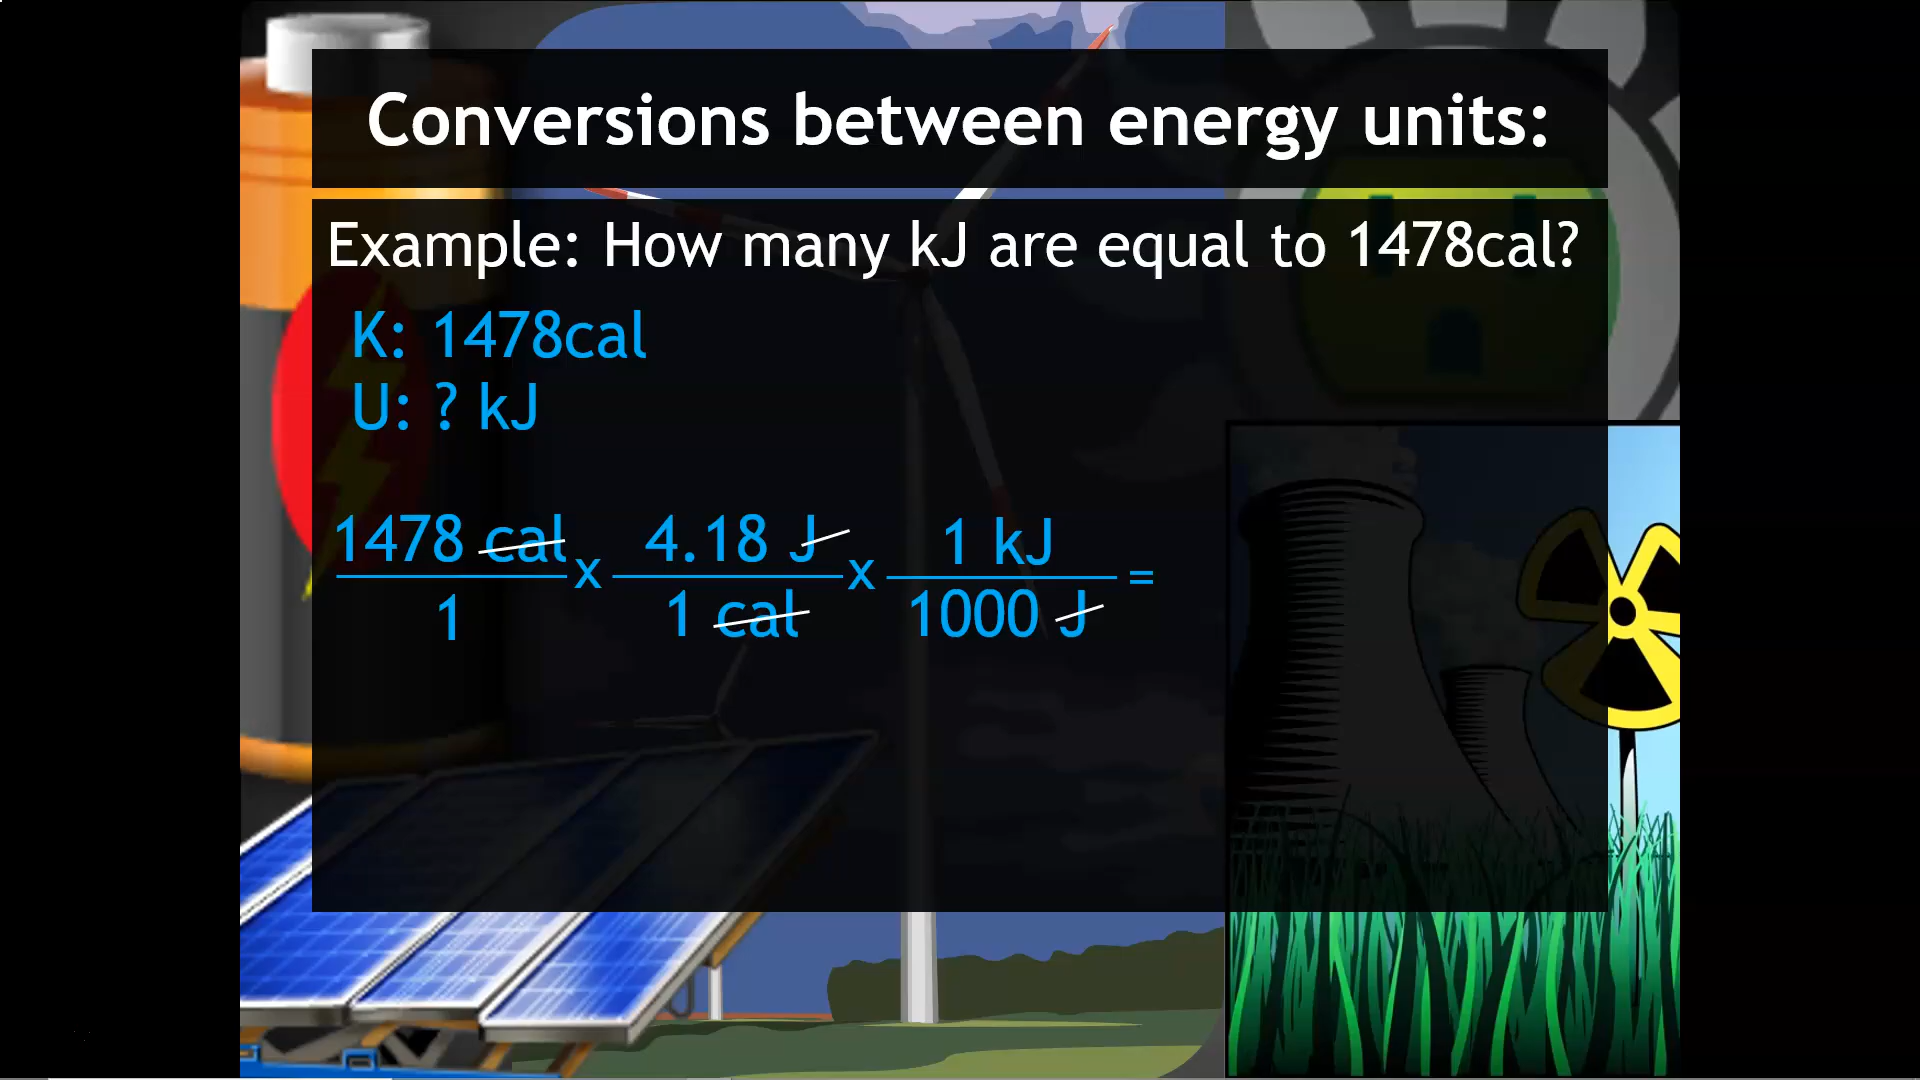 Conversions between energy units:
Example: How many kJ are equal to 1478cal?
K: 1478cal
U: ? kJ
1478 cal x 4.18 J x 1 kJ =
1 1 cal 1000 J